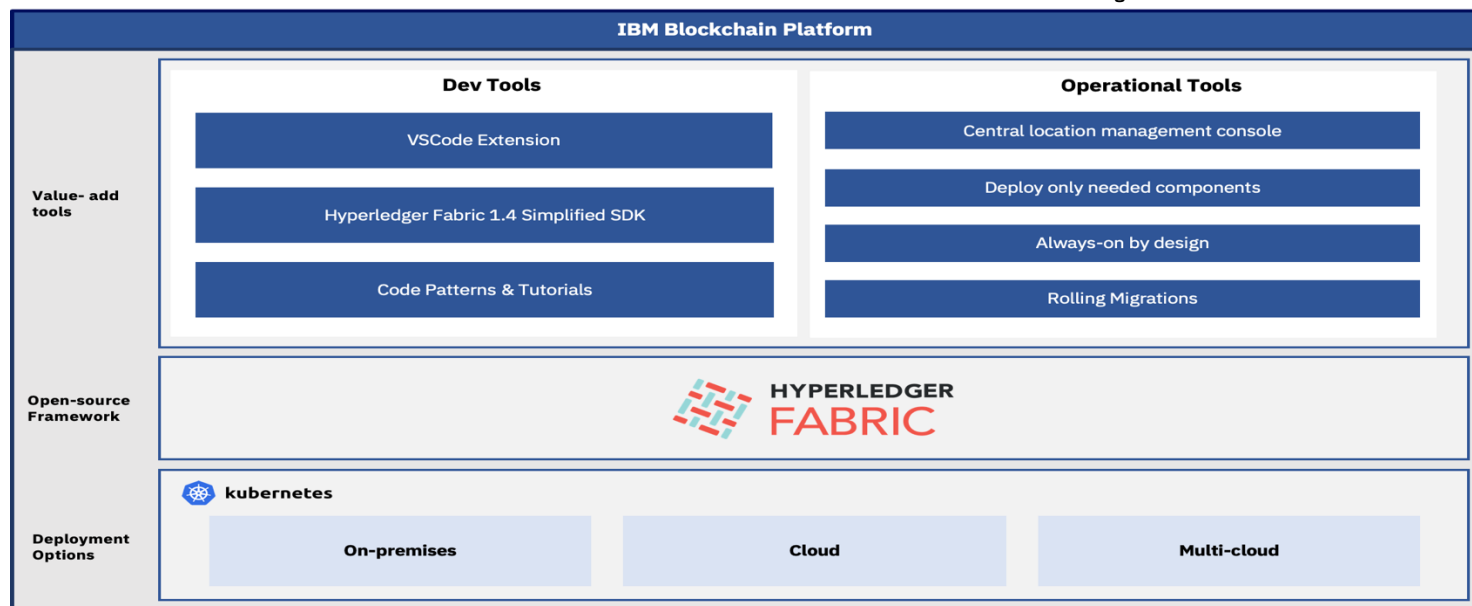 IBM Blockchain Platform
Dev Tools
VSCode Extension
Hyperledger Fabric 1.4 Simplified SDK
Code Patterns & Tutorials
Operational Tools
Central location management console
Deploy only needed components
Always-on by design
Rolling Migrations
Value- add
tools
Open-source
Framework
HYPERLEDGER
FABRIC
kubernetes
Deployment
Options
On-premises
Cloud
Multi-cloud